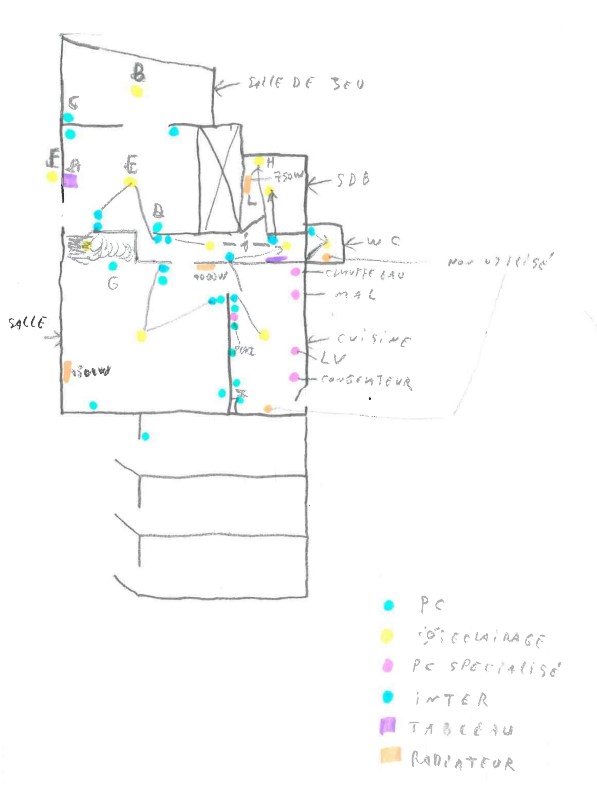 B
SALLE DE JEU
C
F
A
E
H
750W
L
SDB
D
J
WC
NON UTILISÉ
G
1000W
CHAUFFE EAU
MAL
SALLE
CUISINE
LV
1500W
CONGELATEUR
PC
ECLAIRAGE
PC SPECIALISÉ
INTER
TABLEAU
RADIATEUR